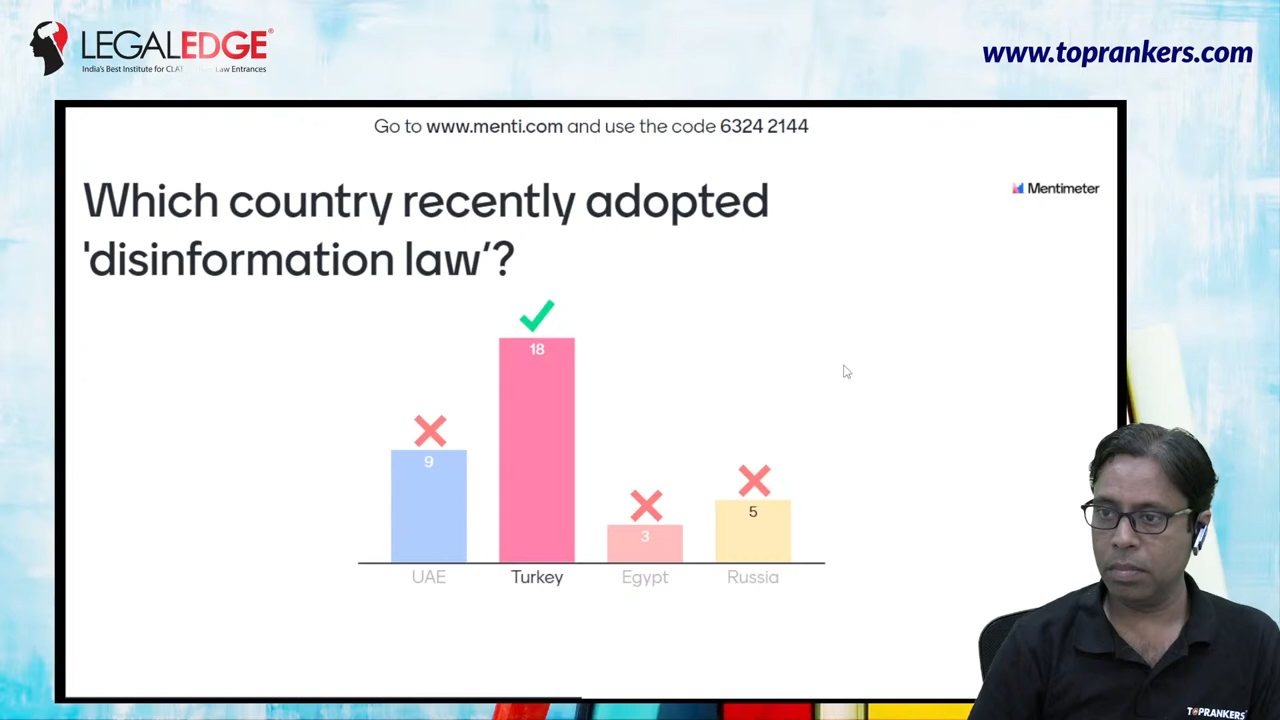 LEGALEDGE
India's Best Institute for CLAT Law Entrances
www.toprankers.com
Go to www.menti.com and use the code 6324 2144
Mentimeter
Which country recently adopted
'disinformation law'?
18
9
5
3
UAE Turkey Egypt Russia
TOPRANKERS